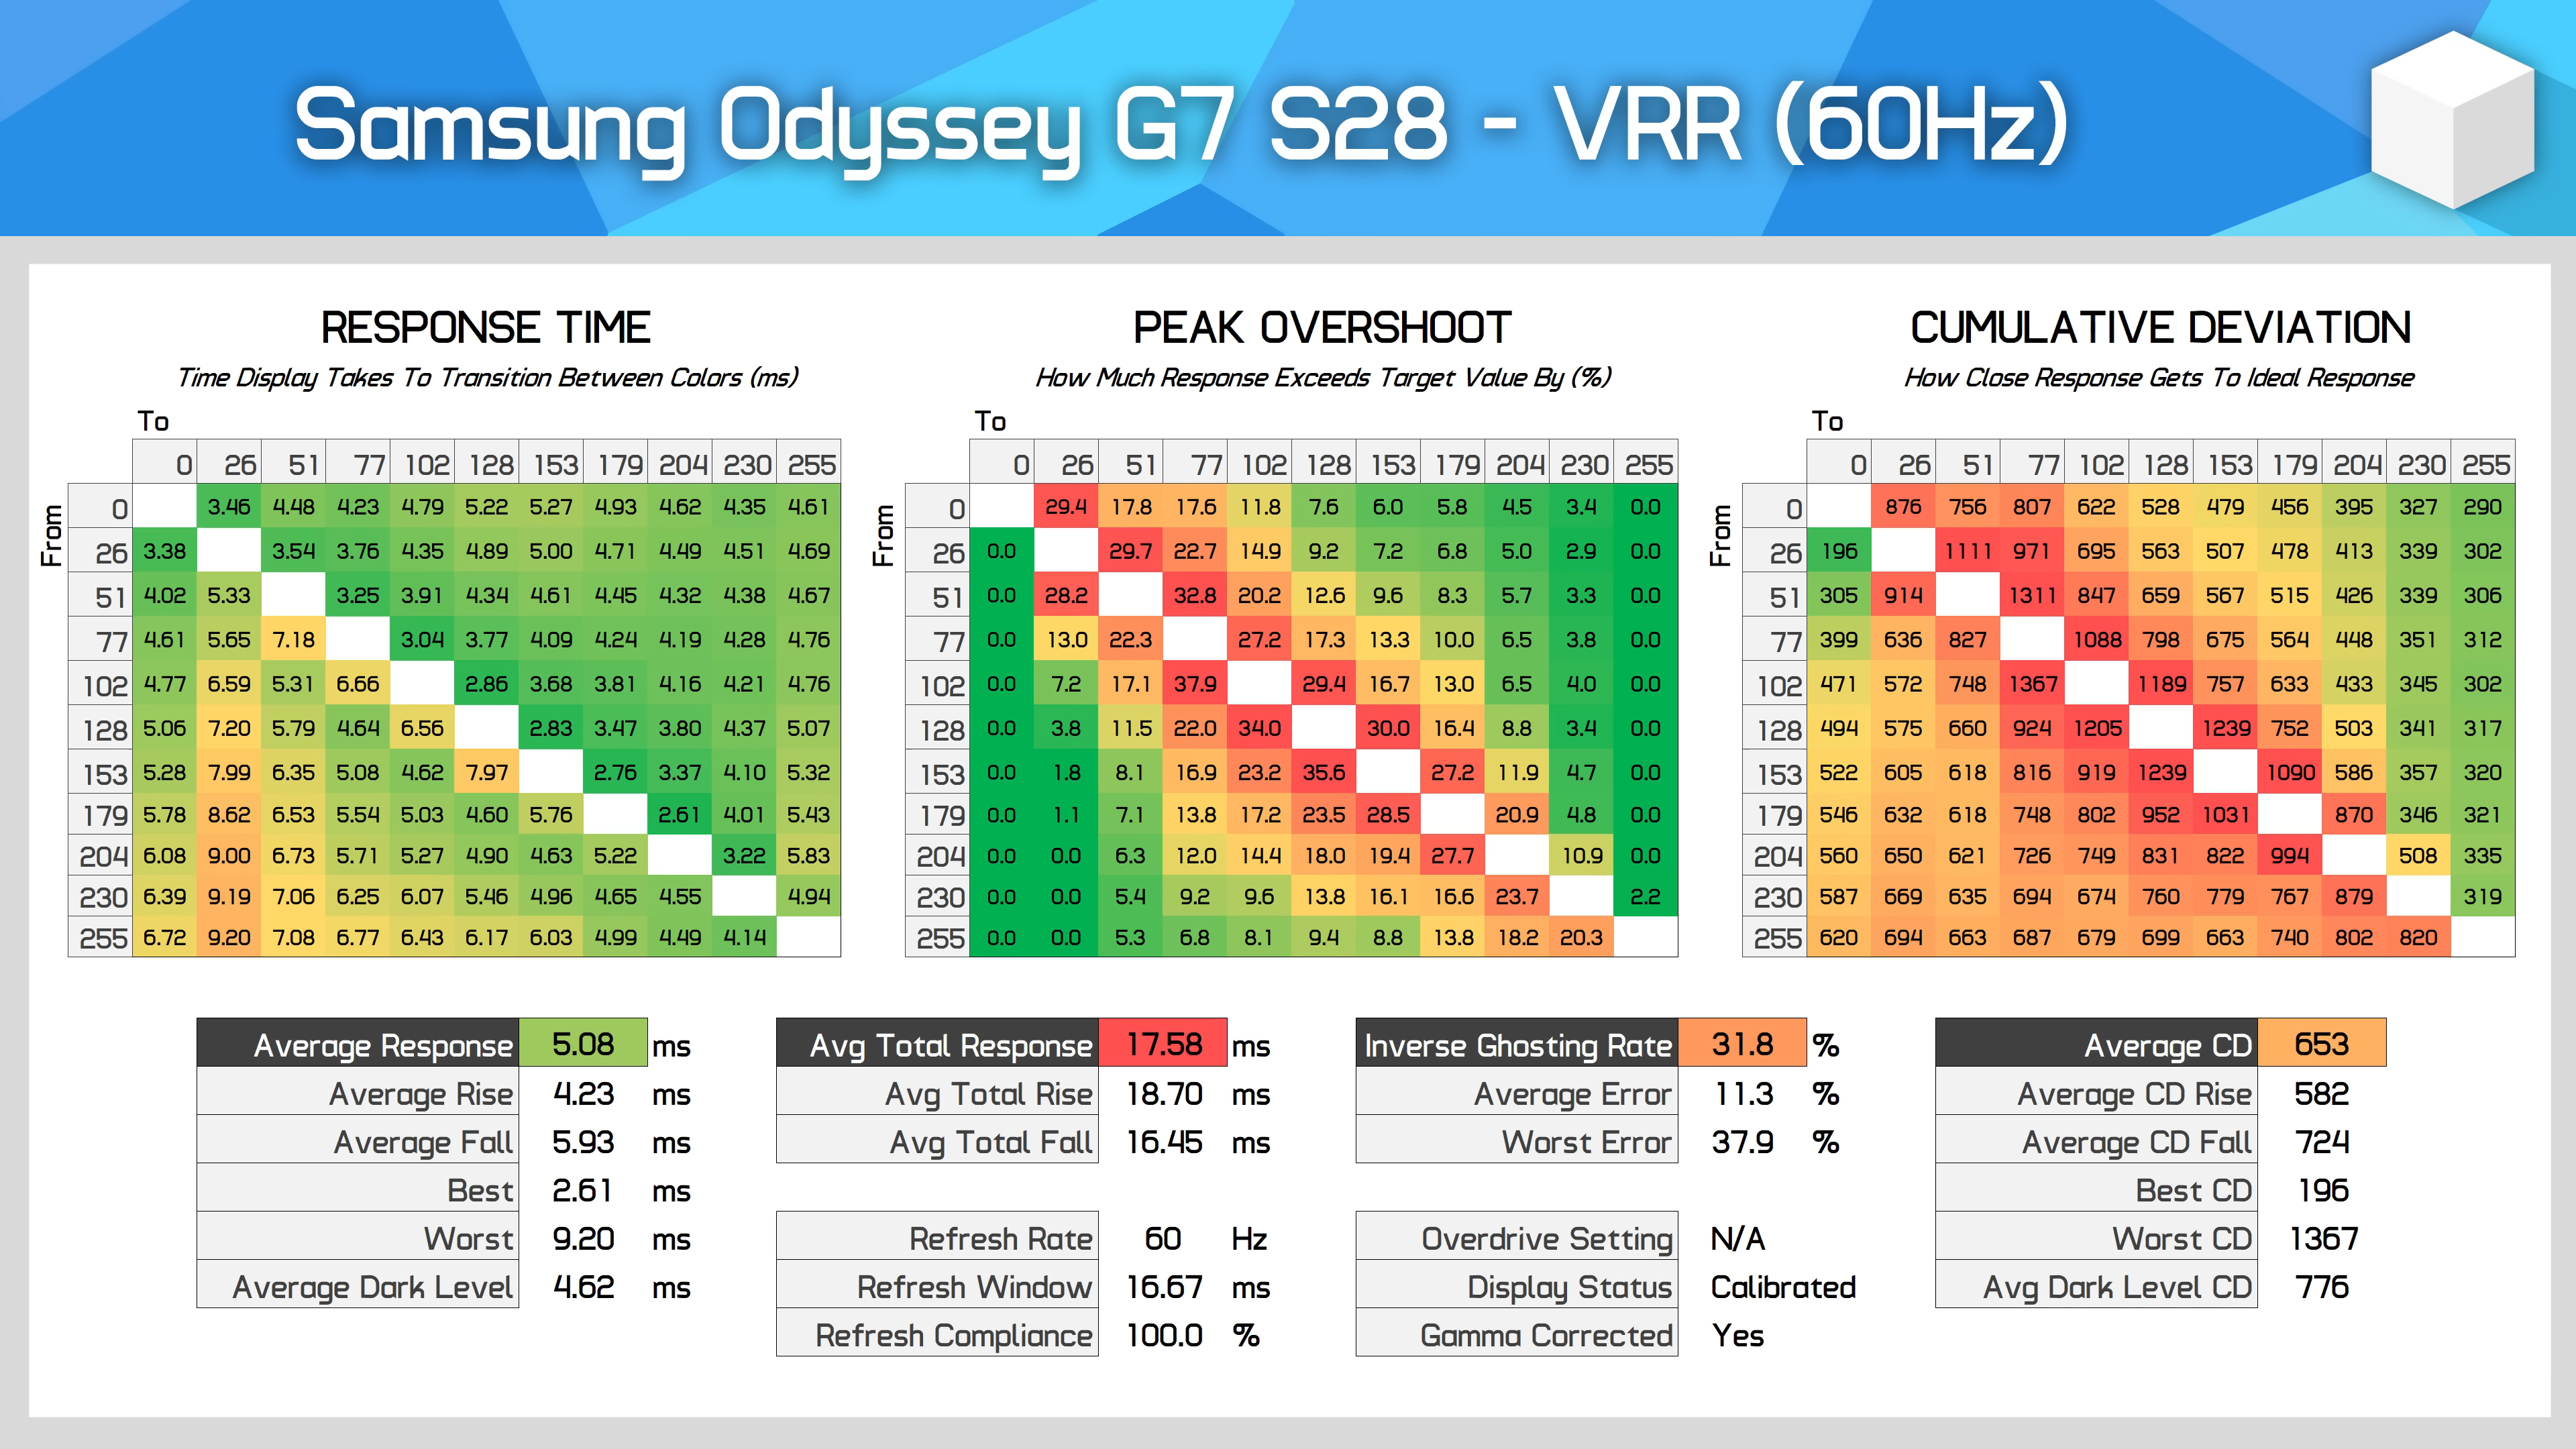 Samsung Odyssey G7 S28 - VRR (60Hz)
RESPONSE TIME
Time Display Takes To Transition Between Colors (ms)
To
From
0 26 51 77 102 128 153 179 204 230 255
0 3.46 4.48 4.23 4.79 5.22 5.27 4.93 4.62 4.35 4.61
26 3.38 3.54 3.76 4.35 4.89 5.00 4.71 4.49 4.51 4.69
51 4.02 5.33 3.25 3.91 4.34 4.61 4.45 4.32 4.38 4.67
77 4.61 5.65 7.18 3.04 3.77 4.09 4.24 4.19 4.28 4.76
102 4.77 6.59 5.31 6.66 2.86 3.68 3.81 4.16 4.21 4.76
128 5.06 7.20 5.79 4.64 6.56 2.83 3.47 3.80 4.37 5.07
153 5.28 7.99 6.35 5.08 4.62 7.97 2.76 3.37 4.10 5.32
179 5.78 8.62 6.53 5.54 5.03 4.60 5.76 2.61 4.01 5.43
204 6.08 9.00 6.73 5.71 5.27 4.90 4.63 5.22 3.22 5.83
230 6.39 9.19 7.06 6.25 6.07 5.46 4.96 4.65 4.55 4.94
255 6.72 9.20 7.08 6.77 6.43 6.17 6.03 4.99 4.49 4.14
PEAK OVERSHOOT
How Much Response Exceeds Target Value By (%)
To
From
0 26 51 77 102 128 153 179 204 230 255
0 29.4 17.8 17.6 11.8 7.6 6.0 5.8 4.5 3.4 0.0
26 0.0 29.7 22.7 14.9 9.2 7.2 6.8 5.0 2.9 0.0
51 0.0 28.2 32.8 20.2 12.6 9.6 8.3 5.7 3.3 0.0
77 0.0 13.0 22.3 27.2 17.3 13.3 10.0 6.5 3.8 0.0
102 0.0 7.2 17.1 37.9 29.4 16.7 13.0 6.5 4.0 0.0
128 0.0 3.8 11.5 22.0 34.0 30.0 16.4 8.8 3.4 0.0
153 0.0 1.8 8.1 16.9 23.2 35.6 27.2 11.9 4.7 0.0
179 0.0 1.1 7.1 13.8 17.2 23.5 28.5 20.9 4.8 0.0
204 0.0 0.0 6.3 12.0 14.4 18.0 19.4 27.7 10.9 0.0
230 0.0 0.0 5.4 9.2 9.6 13.8 16.1 16.6 23.7 2.2
255 0.0 0.0 5.3 6.8 8.1 9.4 8.8 13.8 18.2 20.3
CUMULATIVE DEVIATION
How Close Response Gets To Ideal Response
To
From
0 26 51 77 102 128 153 179 204 230 255
0 876 756 807 622 528 479 456 395 327 290
26 196 1111 971 695 563 507 478 413 339 302
51 305 914 1311 847 659 567 515 426 339 306
77 399 636 827 1088 798 675 564 448 351 312
102 471 572 748 1367 1189 757 633 433 345 302
128 494 575 660 924 1205 1239 752 503 341 317
153 522 605 618 816 919 1239 1090 586 357 320
179 546 632 618 748 802 952 1031 870 346 321
204 560 650 621 726 749 831 822 994 508 335
230 587 669 635 694 674 760 779 767 879 319
255 620 694 663 687 679 699 663 740 802 820
Average Response 5.08 ms
Average Rise 4.23 ms
Average Fall 5.93 ms
Best 2.61 ms
Worst 9.20 ms
Average Dark Level 4.62 ms
Avg Total Response 17.58 ms
Avg Total Rise 18.70 ms
Avg Total Fall 16.45 ms
Refresh Rate 60 Hz
Refresh Window 16.67 ms
Refresh Compliance 100.0 %
Inverse Ghosting Rate 31.8 %
Average Error 11.3 %
Worst Error 37.9 %
Overdrive Setting N/A
Display Status Calibrated
Gamma Corrected Yes
Average CD 653
Average CD Rise 582
Average CD Fall 724
Best CD 196
Worst CD 1367
Avg Dark Level CD 776